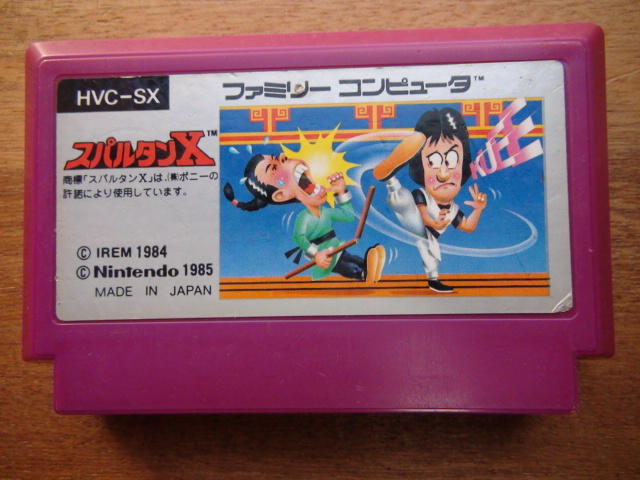 HVC-SX
ファミリー コンピュータ™
スパルタンX™
商標「スパルタンX」は、㈱ポニーの
許諾により使用しています。
© IREM 1984
© Nintendo 1985
MADE IN JAPAN